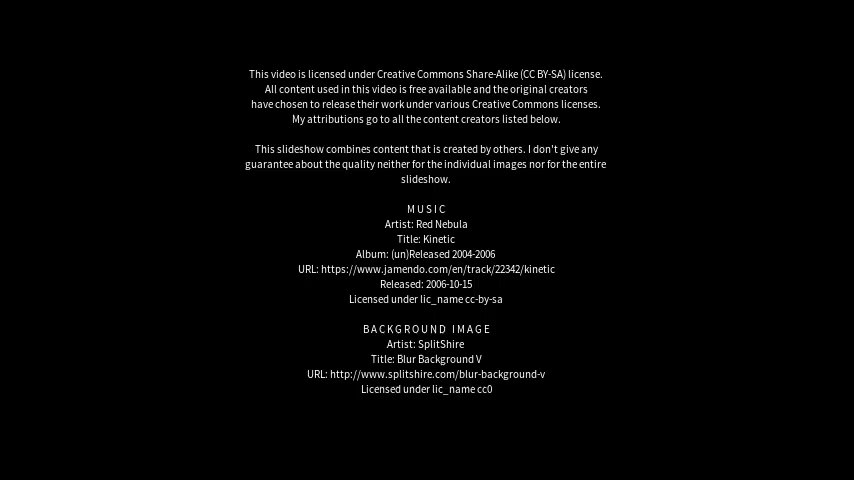 This video is licensed under Creative Commons Share-Alike (CC BY-SA) license.
All content used in this video is free available and the original creators
have chosen to release their work under various Creative Commons licenses.
My attributions go to all the content creators listed below.
This slideshow combines content that is created by others. I don't give any
guarantee about the quality neither for the individual images nor for the entire
slideshow.
MUSIC
Artist: Red Nebula
Title: Kinetic
Album: (un)Released 2004-2006
URL: https://www.jamendo.com/en/track/22342/kinetic
Released: 2006-10-15
Licensed under lic_name cc-by-sa
BACKGROUND IMAGE
Artist: SplitShire
Title: Blur Background V
URL: http://www.splitshire.com/blur-background-v
Licensed under lic_name cc0